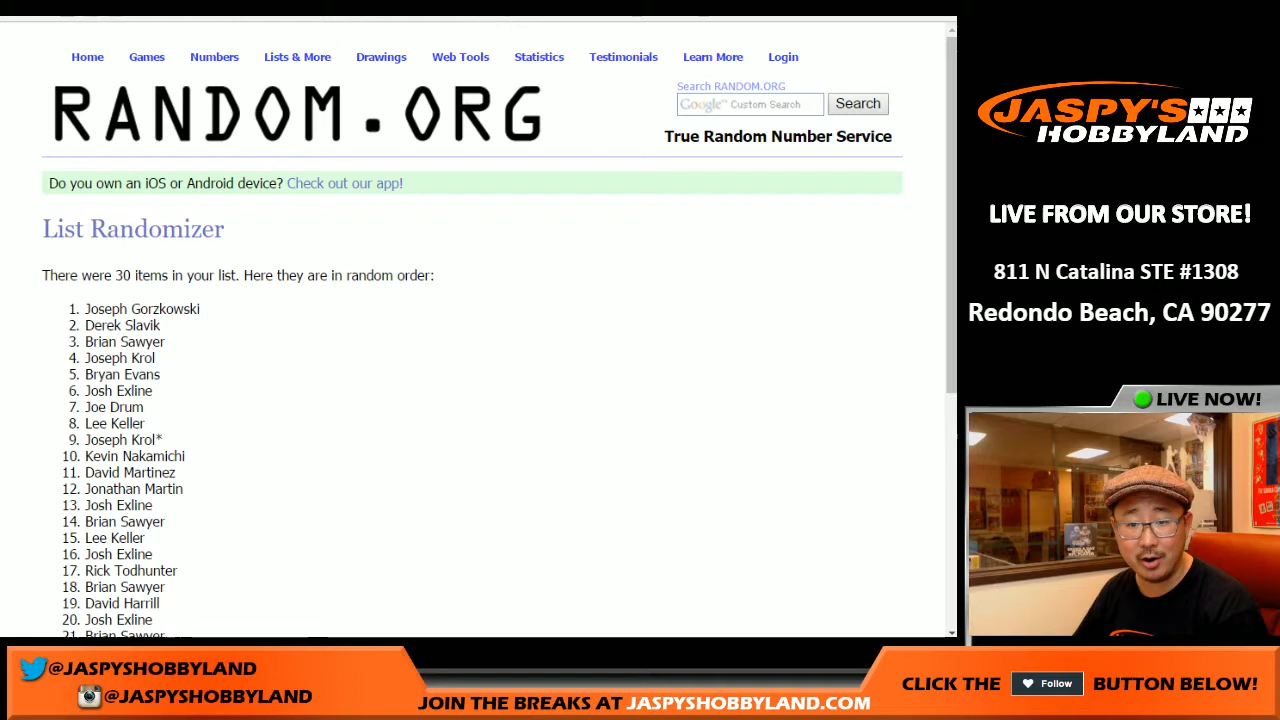 Home Games Numbers Lists & More Drawings Web Tools Statistics Testimonials Learn More Login
RANDOM.ORG
Search RANDOM.ORG
Google™ Custom Search Search
True Random Number Service
Do you own an iOS or Android device? Check out our app!
List Randomizer
There were 30 items in your list. Here they are in random order:
1. Joseph Gorzkowski
2. Derek Slavik
3. Brian Sawyer
4. Joseph Krol
5. Bryan Evans
6. Josh Exline
7. Joe Drum
8. Lee Keller
9. Joseph Krol*
10. Kevin Nakamichi
11. David Martinez
12. Jonathan Martin
13. Josh Exline
14. Brian Sawyer
15. Lee Keller
16. Josh Exline
17. Rick Todhunter
18. Brian Sawyer
19. David Harrill
20. Josh Exline
21. Brian Sawyer
JASPY'S
HOBBYLAND
LIVE FROM OUR STORE!
811 N Catalina STE #1308
Redondo Beach, CA 90277
LIVE NOW!
@JASPYSHOBBYLAND
@JASPYSHOBBYLAND
JOIN THE BREAKS AT JASPYSHOBBYLAND.COM
CLICK THE Follow BUTTON BELOW!